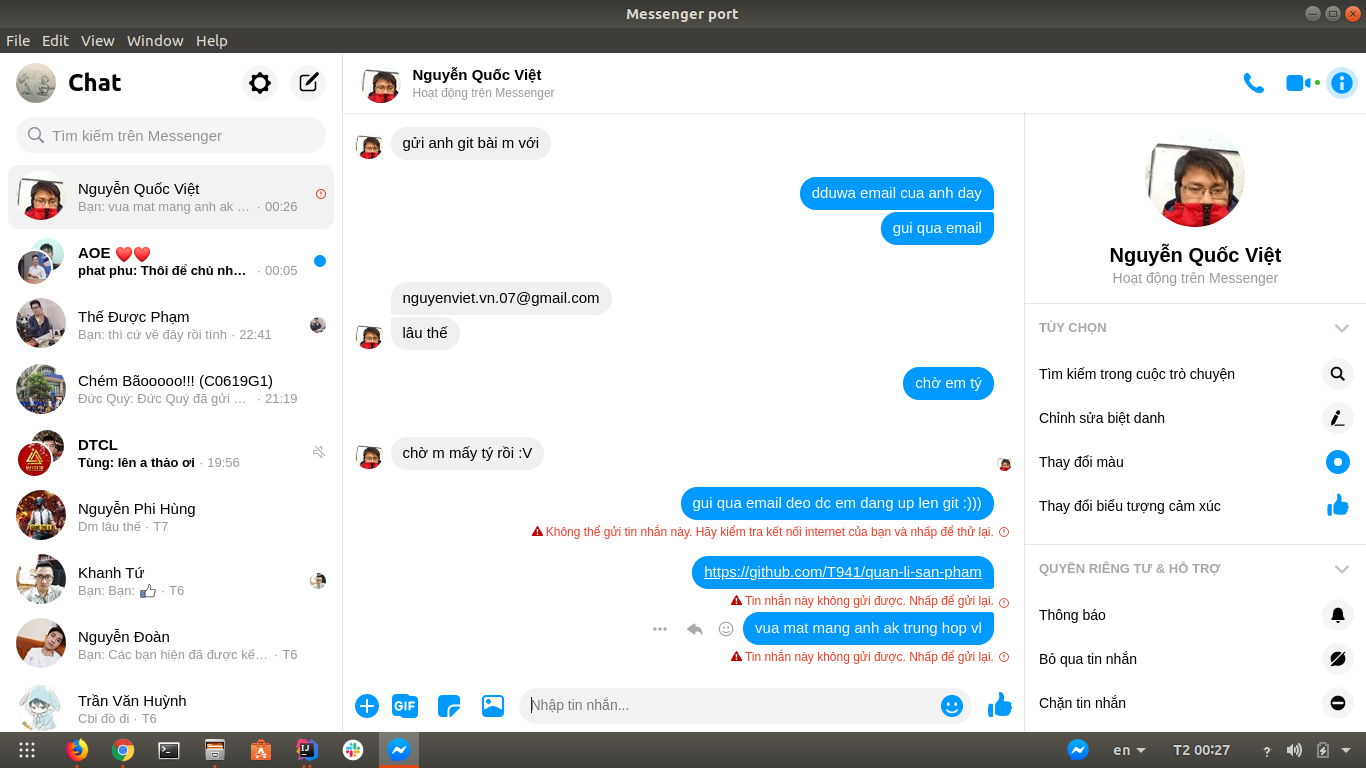 Messenger port
File Edit View Window Help
Chat
Tìm kiếm trên Messenger
Nguyễn Quốc Việt
Bạn: vua mat mang anh ak ... · 00:26
AOE ❤️❤️
phat phu: Thôi để chủ nh... · 00:05
Thế Được Phạm
Bạn: thì cứ về đây rồi tính · 22:41
Chém Bãooooo!!! (C0619G1)
Đức Quý: Đức Quý đã gửi ... · 21:19
DTCL
Tùng: lên a thảo ơi · 19:56
Nguyễn Phi Hùng
Dm lâu thế · T7
Khanh Tứ
Bạn: Bạn: 👍 · T6
Nguyễn Đoàn
Bạn: Các bạn hiện đã được kế... · T6
Trần Văn Huỳnh
Cbi đồ đi · T6
Nguyễn Quốc Việt
Hoạt động trên Messenger
gửi anh git bài m với
dduwa email cua anh day
gui qua email
nguyenviet.vn.07@gmail.com
lâu thế
chờ em tý
chờ m mấy tý rồi :V
gui qua email deo dc em dang up len git :)))
Không thể gửi tin nhắn này. Hãy kiểm tra kết nối internet của bạn và nhấp để thử lại.
https://github.com/T941/quan-li-san-pham
Tin nhắn này không gửi được. Nhấp để gửi lại.
vua mat mang anh ak trung hop vl
Tin nhắn này không gửi được. Nhấp để gửi lại.
GIF
Nhập tin nhắn...
Nguyễn Quốc Việt
Hoạt động trên Messenger
TÙY CHỌN
Tìm kiếm trong cuộc trò chuyện
Chỉnh sửa biệt danh
Thay đổi màu
Thay đổi biểu tượng cảm xúc
QUYỀN RIÊNG TƯ & HỖ TRỢ
Thông báo
Bỏ qua tin nhắn
Chặn tin nhắn
en
T2 00:27
?